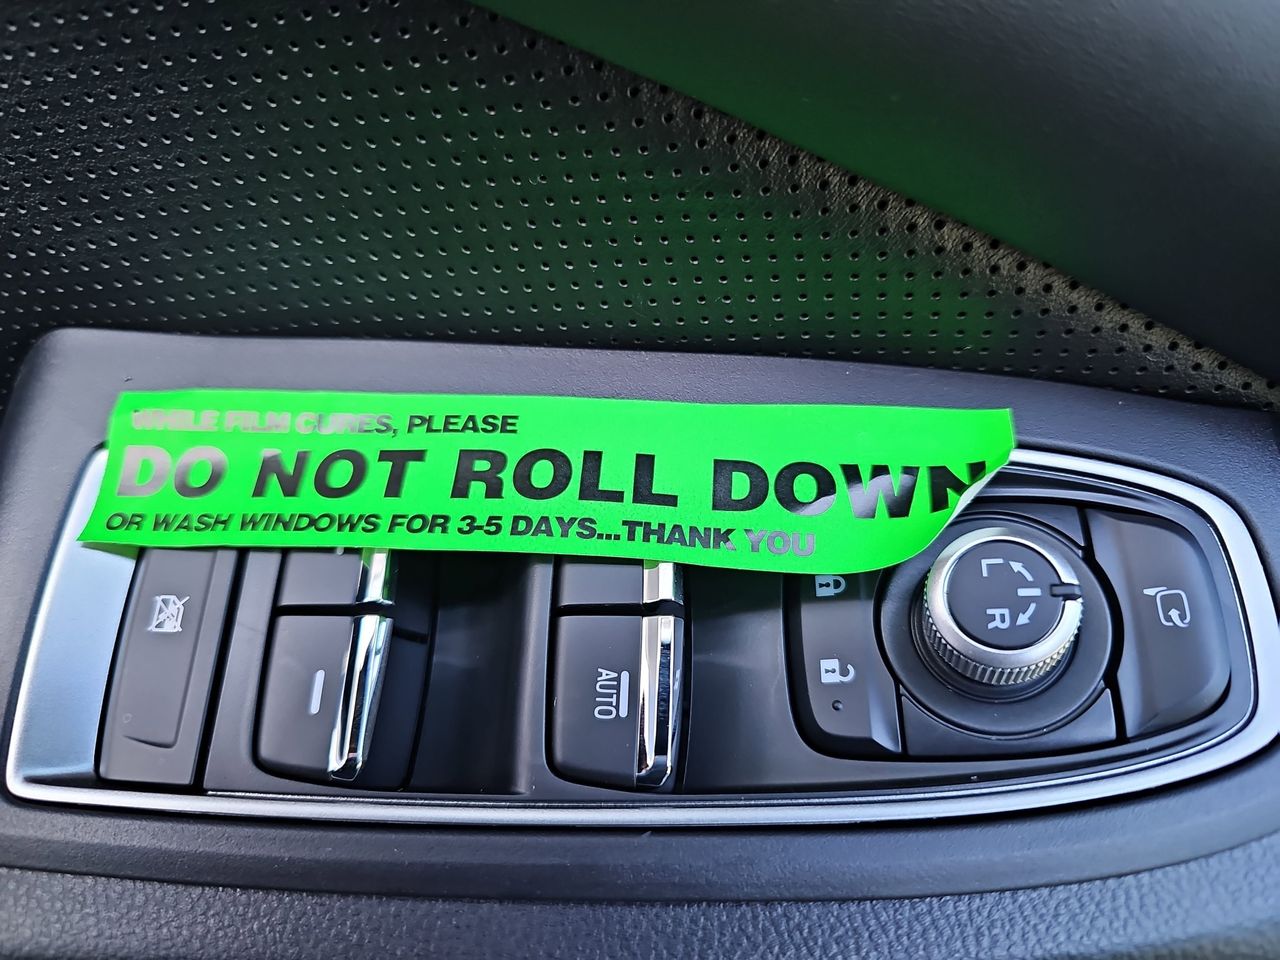 WHILE FILM CURES, PLEASE
DO NOT ROLL DOWN
OR WASH WINDOWS FOR 3-5 DAYS...THANK YOU
AUTO
L
R